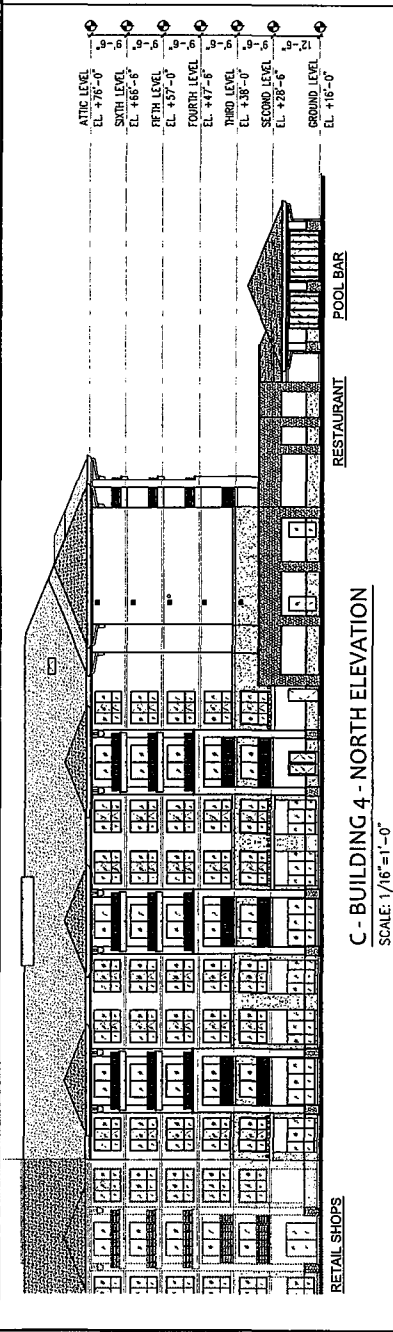 ATTIC LEVEL
EL. +76'-0"
9'-6"
SIXTH LEVEL
EL. +66'-6"
9'-6"
FIFTH LEVEL
EL. +57'-0"
9'-6"
FOURTH LEVEL
EL. +47'-6"
9'-6"
THIRD LEVEL
EL. +38'-0"
9'-6"
SECOND LEVEL
EL. +28'-6"
12'-6"
GROUND LEVEL
EL. +16'-0"
RETAIL SHOPS
RESTAURANT
POOL BAR
C - BUILDING 4 - NORTH ELEVATION
SCALE: 1/16"=1'-0"